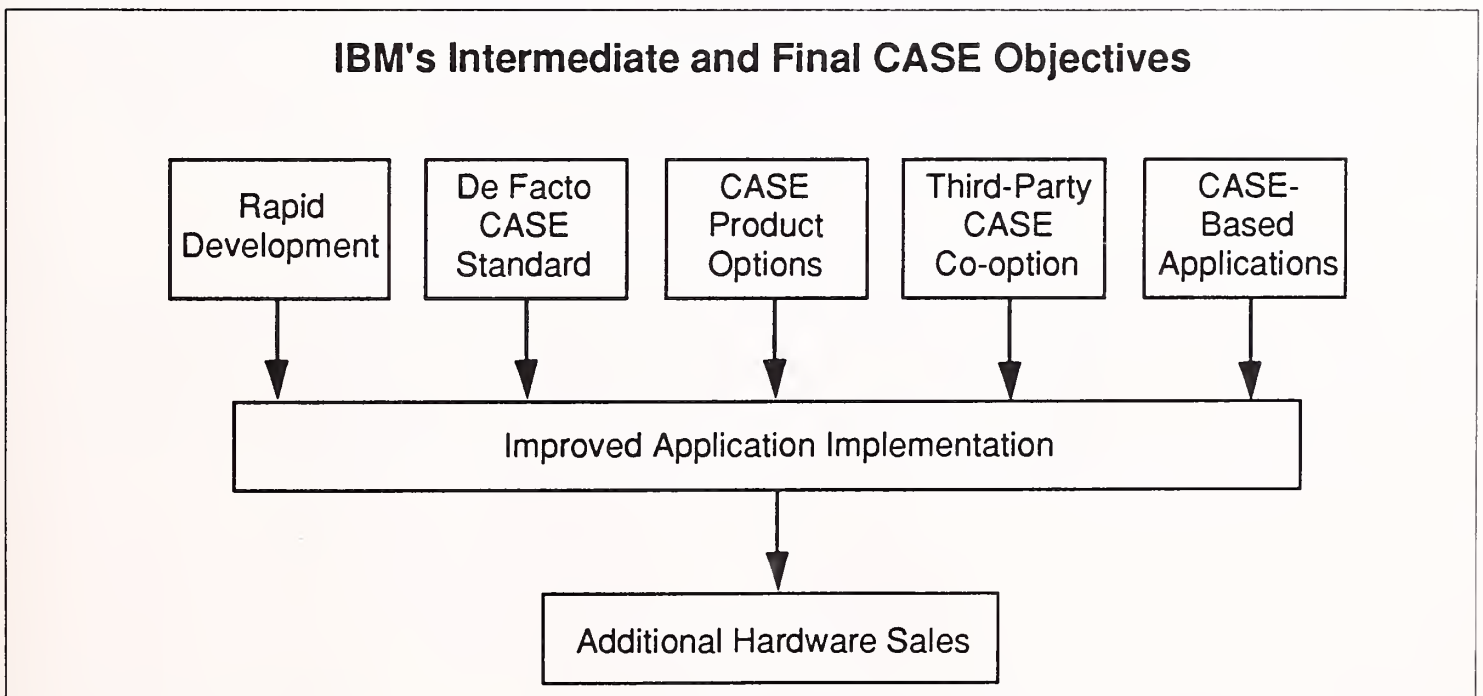 IBM's Intermediate and Final CASE Objectives
Rapid
Development
De Facto
CASE
Standard
CASE
Product
Options
Third-Party
CASE
Co-option
CASE-
Based
Applications
Improved Application Implementation
Additional Hardware Sales